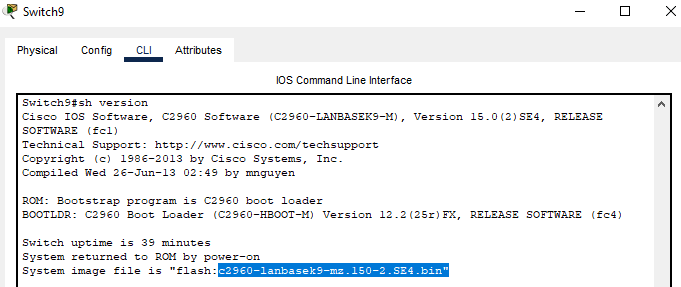 Switch9
Physical Config CLI Attributes
IOS Command Line Interface
Switch9#sh version
Cisco IOS Software, C2960 Software (C2960-LANBASEK9-M), Version 15.0(2)SE4, RELEASE
SOFTWARE (fc1)
Technical Support: http://www.cisco.com/techsupport
Copyright (c) 1986-2013 by Cisco Systems, Inc.
Compiled Wed 26-Jun-13 02:49 by mnguyen
ROM: Bootstrap program is C2960 boot loader
BOOTLDR: C2960 Boot Loader (C2960-HBOOT-M) Version 12.2(25r)FX, RELEASE SOFTWARE (fc4)
Switch uptime is 39 minutes
System returned to ROM by power-on
System image file is "flash:c2960-lanbasek9-mz.150-2.SE4.bin"